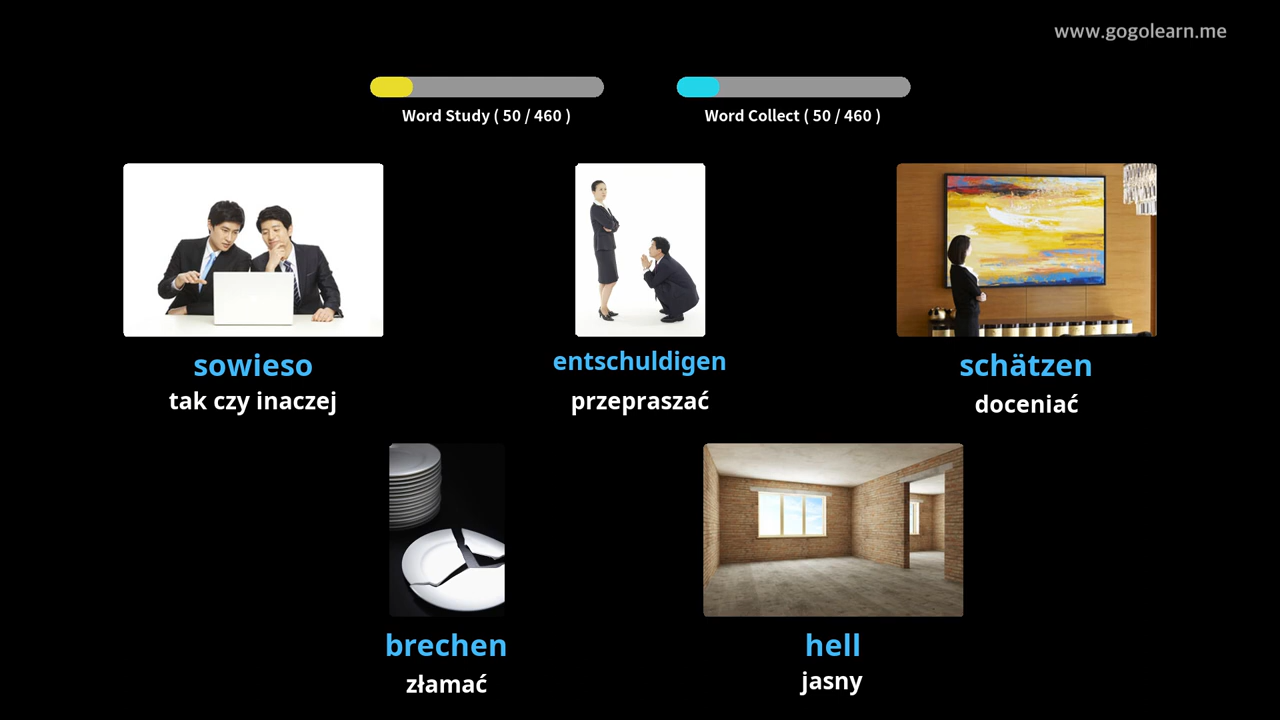 www.gogolearn.me
Word Study ( 50 / 460 )
Word Collect ( 50 / 460 )
sowieso
tak czy inaczej
entschuldigen
przepraszać
schätzen
doceniać
brechen
złamać
hell
jasny